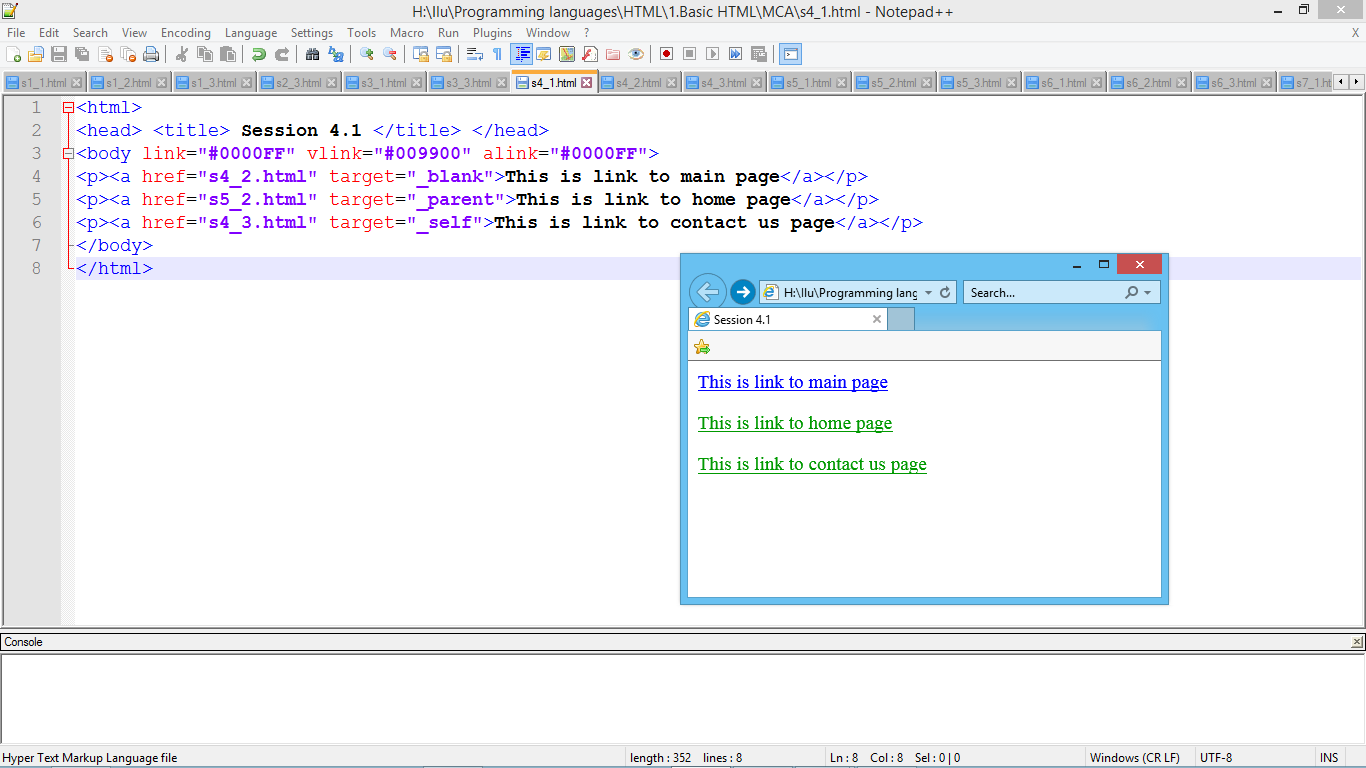 H:\Ilu\Programming languages\HTML\1.Basic HTML\MCA\s4_1.html - Notepad++
File Edit Search View Encoding Language Settings Tools Macro Run Plugins Window ? X
s1_1.html s1_2.html s1_3.html s2_3.html s3_1.html s3_3.html s4_1.html s4_2.html s4_3.html s5_1.html s5_2.html s5_3.html s6_1.html s6_2.html s6_3.html s7_1.ht
1 <html>
2 <head> <title> Session 4.1 </title> </head>
3 <body link="#0000FF" vlink="#009900" alink="#0000FF">
4 <p><a href="s4_2.html" target="_blank">This is link to main page</a></p>
5 <p><a href="s5_2.html" target="_parent">This is link to home page</a></p>
6 <p><a href="s4_3.html" target="_self">This is link to contact us page</a></p>
7 </body>
8 </html>
H:\Ilu\Programming lang Search...
Session 4.1
This is link to main page
This is link to home page
This is link to contact us page
Console
Hyper Text Markup Language file length : 352 lines : 8 Ln : 8 Col : 8 Sel : 0 | 0 Windows (CR LF) UTF-8 INS